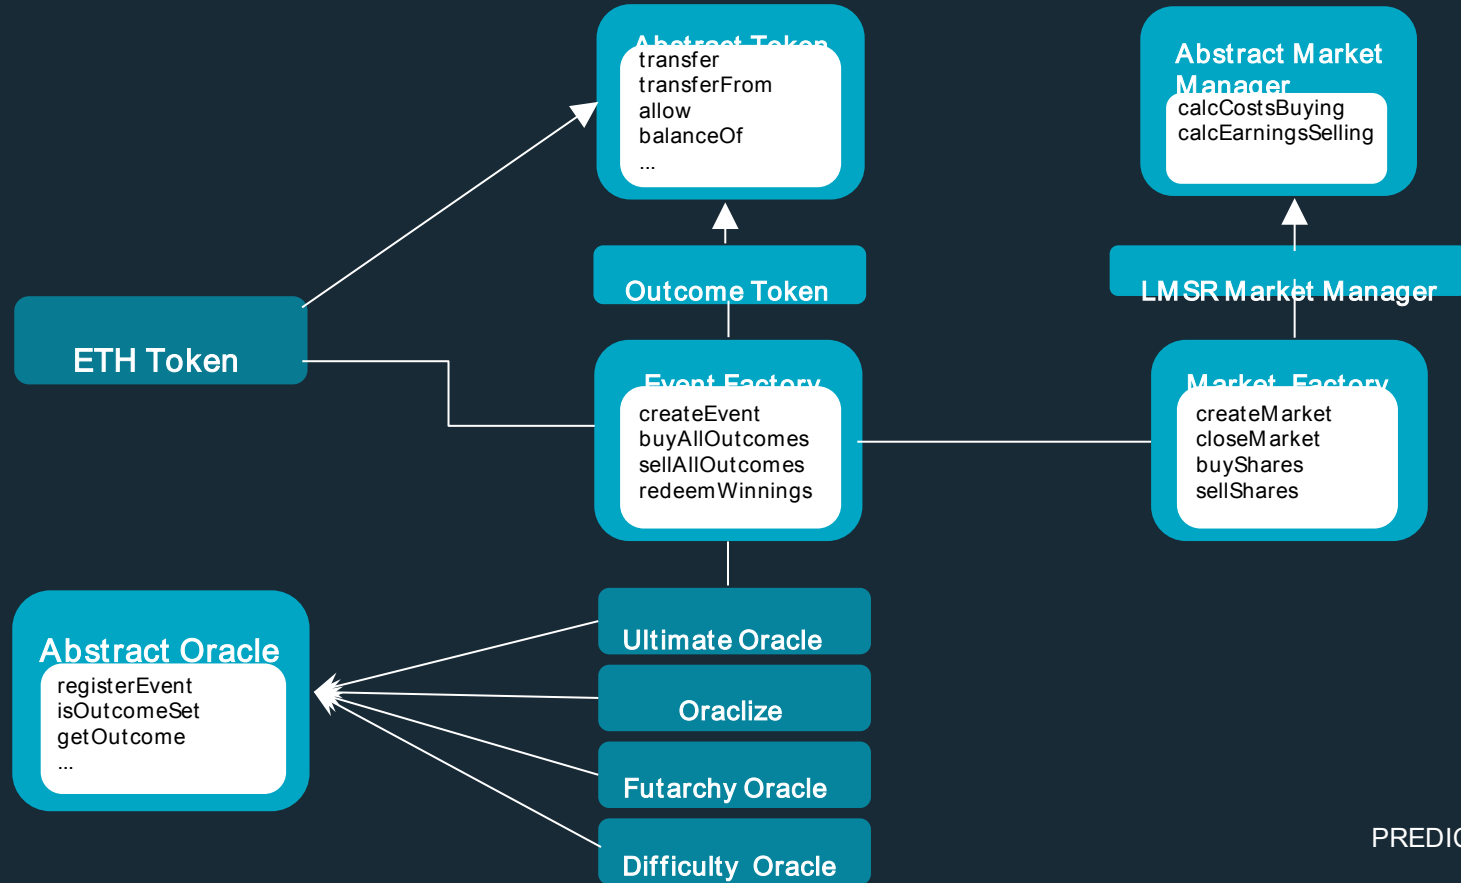 Abstract Token
transfer
transferFrom
allow
balanceOf
...
Abstract Market
Manager
calcCostsBuying
calcEarningsSelling
Outcome Token
LMSR Market Manager
ETH Token
Event Factory
createEvent
buyAllOutcomes
sellAllOutcomes
redeemWinnings
Market Factory
createMarket
closeMarket
buyShares
sellShares
Abstract Oracle
registerEvent
isOutcomeSet
getOutcome
...
Ultimate Oracle
Oraclize
Futarchy Oracle
Difficulty Oracle